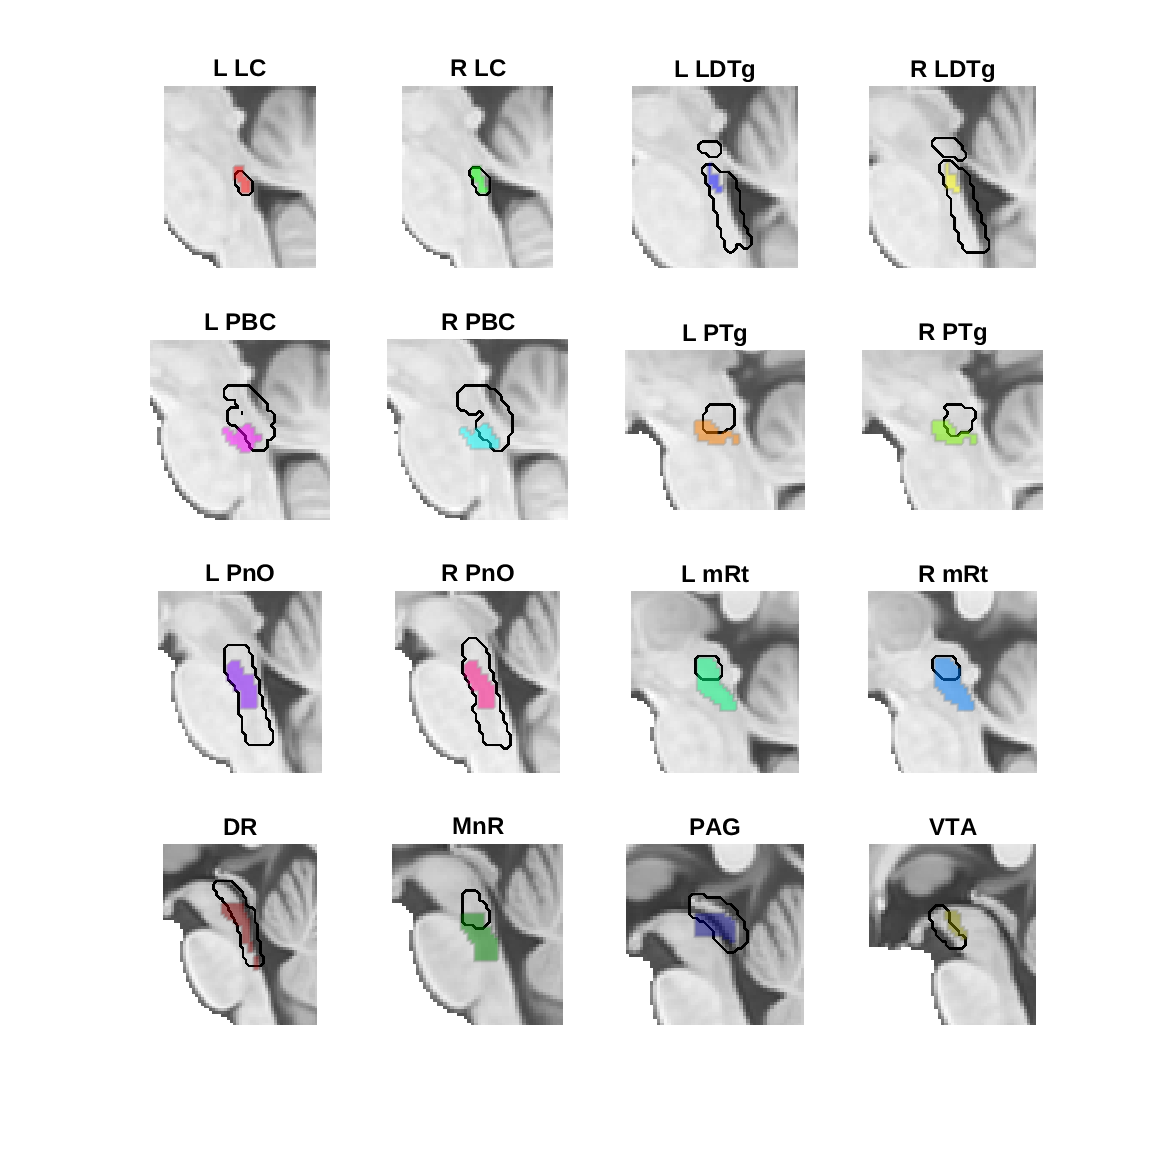 L LC
R LC
L LDTg
R LDTg
L PBC
R PBC
L PTg
R PTg
L PnO
R PnO
L mRt
R mRt
DR
MnR
PAG
VTA